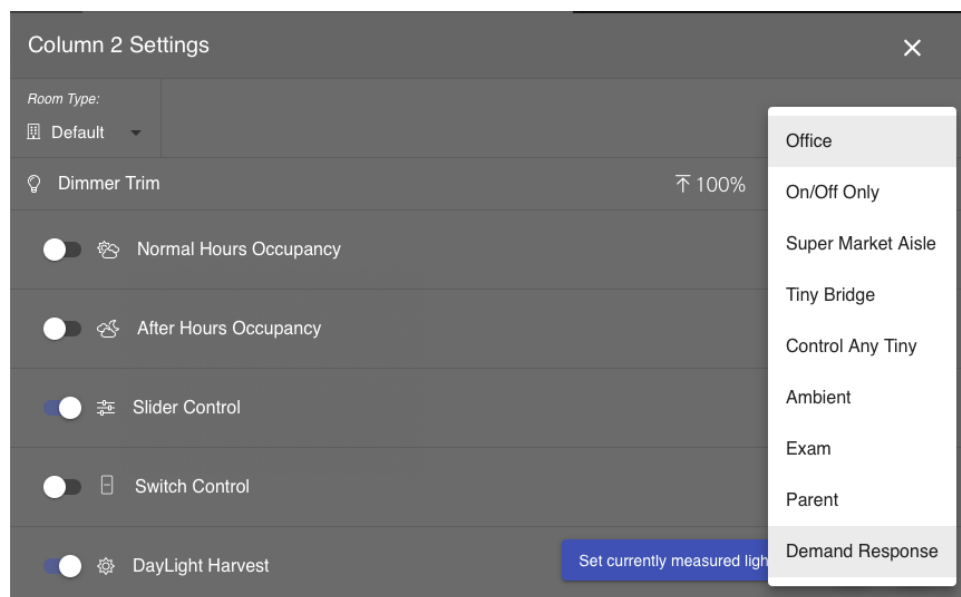 Column 2 Settings
Room Type:
Default
Dimmer Trim
100%
Normal Hours Occupancy
After Hours Occupancy
Slider Control
Switch Control
DayLight Harvest
Set currently measured ligh
Office
On/Off Only
Super Market Aisle
Tiny Bridge
Control Any Tiny
Ambient
Exam
Parent
Demand Response